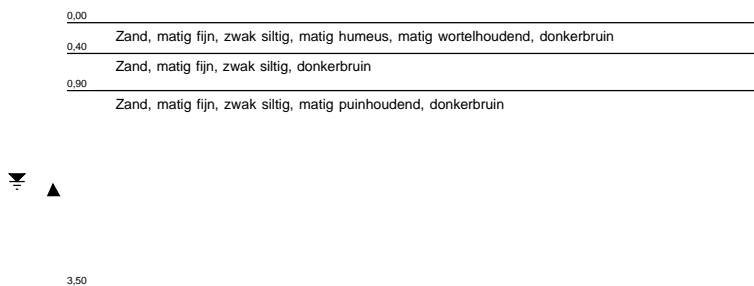 0,00
Zand, matig fijn, zwak siltig, matig humeus, matig wortelhoudend, donkerbruin
0,40
Zand, matig fijn, zwak siltig, donkerbruin
0,90
Zand, matig fijn, zwak siltig, matig puinhoudend, donkerbruin
3,50